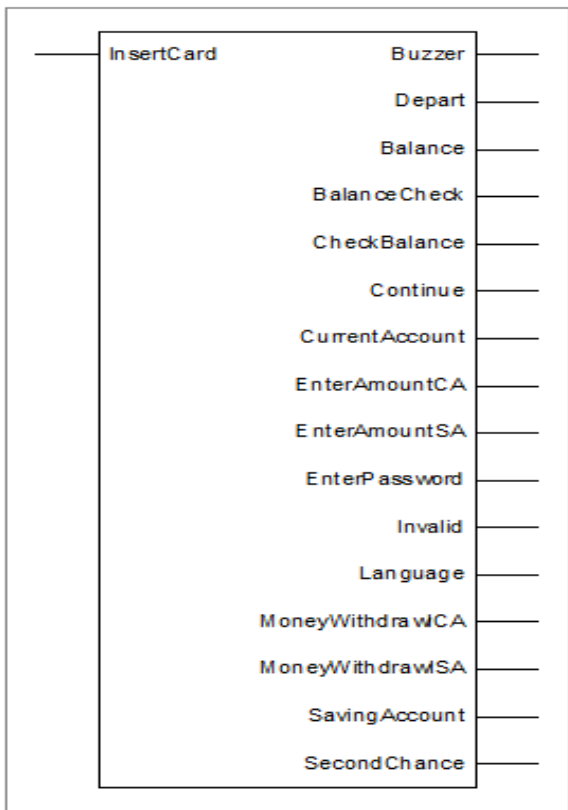 InsertCard Buzzer
Depart
Balance
BalanceCheck
CheckBalance
Continue
CurrentAccount
EnterAmountCA
EnterAmountSA
EnterPassword
Invalid
Language
MoneyWithdrawlCA
MoneyWithdrawlSA
SavingAccount
SecondChance